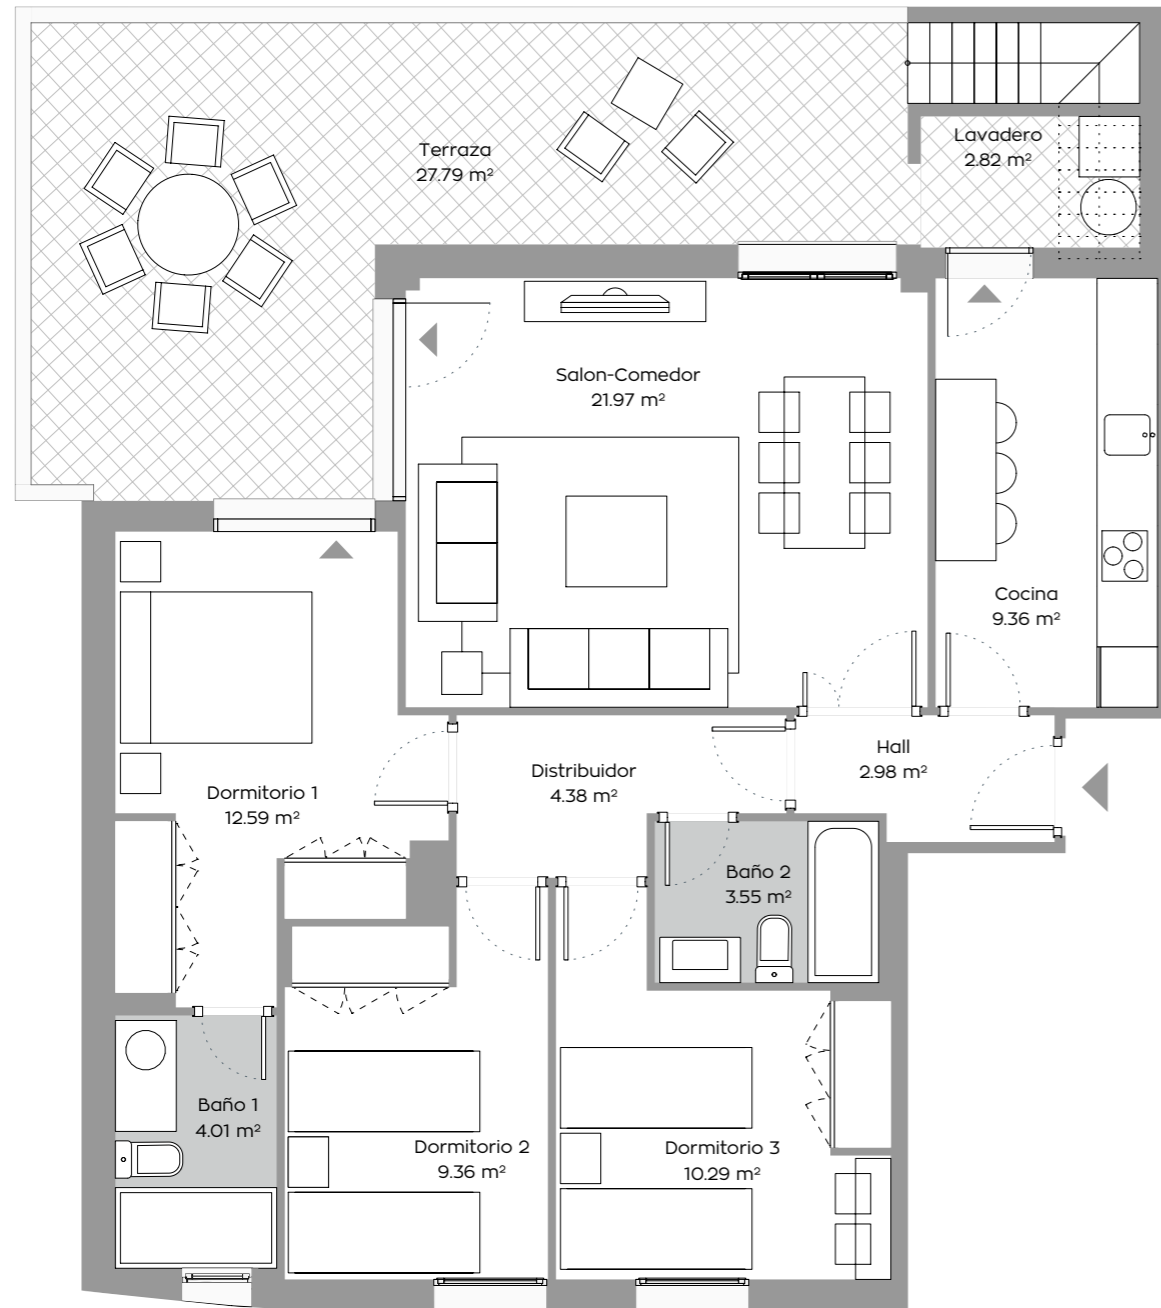 Terraza
27.79 m²
Lavadero
2.82 m²
Salon-Comedor
21.97 m²
Cocina
9.36 m²
Hall
2.98 m²
Distribuidor
4.38 m²
Dormitorio 1
12.59 m²
Baño 2
3.55 m²
Baño 1
4.01 m²
Dormitorio 2
9.36 m²
Dormitorio 3
10.29 m²